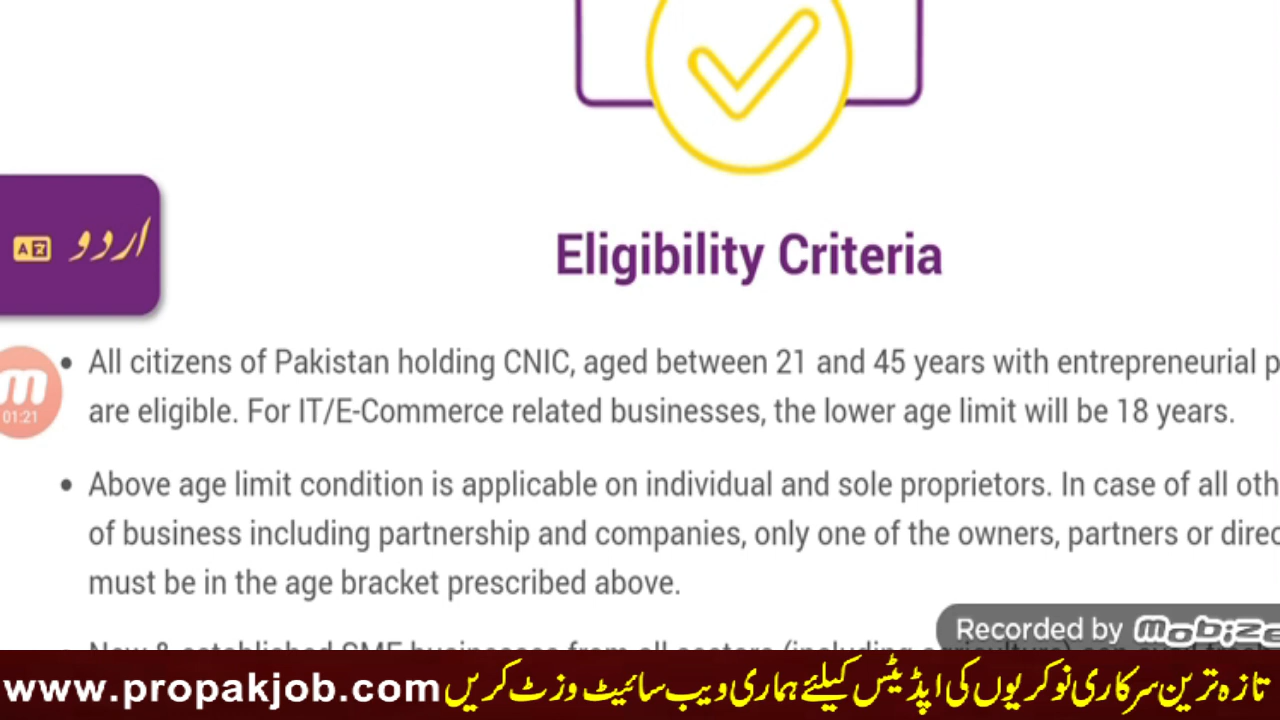 اردو
Eligibility Criteria
01:21
• All citizens of Pakistan holding CNIC, aged between 21 and 45 years with entrepreneurial
are eligible. For IT/E-Commerce related businesses, the lower age limit will be 18 years.
• Above age limit condition is applicable on individual and sole proprietors. In case of all
of business including partnership and companies, only one of the owners, partners or
must be in the age bracket prescribed above.
Recorded by
www.propakjob.com تازہ ترین سرکاری نوکریوں کی اپڈیٹس کیلئے ہماری ویب سائیٹ وزٹ کریں